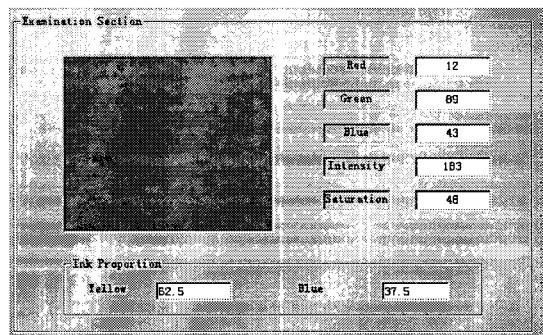 Examination Section
Red 12
Green 89
Blue 43
Intensity 183
Saturation 48
Ink Proportion
Yellow 62.5 Blue 37.5